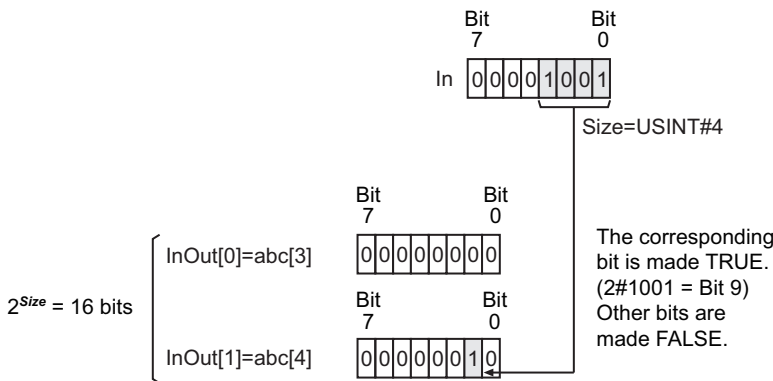 Bit Bit
7 0
In 0 0 0 0 1 0 0 1
Size=USINT#4
Bit Bit
7 0
InOut[0]=abc[3] 0 0 0 0 0 0 0 0
2^Size = 16 bits
Bit Bit
7 0
InOut[1]=abc[4] 0 0 0 0 0 0 1 0
The corresponding
bit is made TRUE.
(2#1001 = Bit 9)
Other bits are
made FALSE.